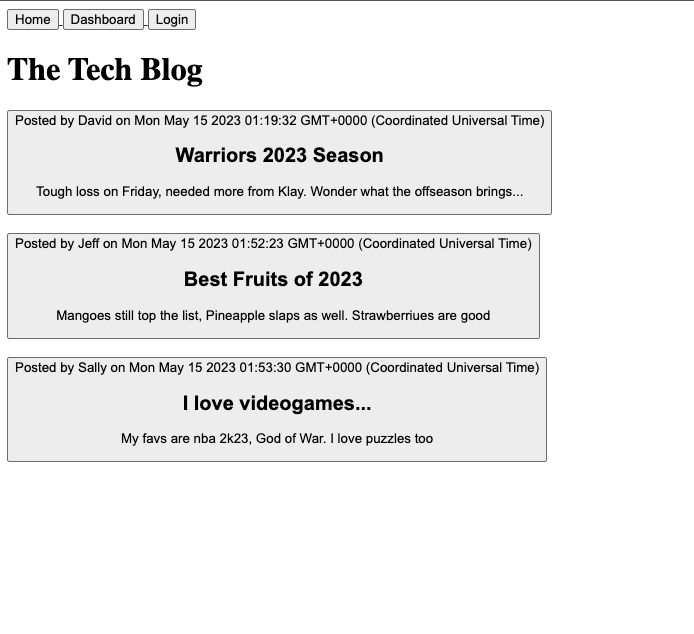 Home Dashboard Login
The Tech Blog
Posted by David on Mon May 15 2023 01:19:32 GMT+0000 (Coordinated Universal Time)
Warriors 2023 Season
Tough loss on Friday, needed more from Klay. Wonder what the offseason brings...
Posted by Jeff on Mon May 15 2023 01:52:23 GMT+0000 (Coordinated Universal Time)
Best Fruits of 2023
Mangoes still top the list, Pineapple slaps as well. Strawberriues are good
Posted by Sally on Mon May 15 2023 01:53:30 GMT+0000 (Coordinated Universal Time)
I love videogames...
My favs are nba 2k23, God of War. I love puzzles too